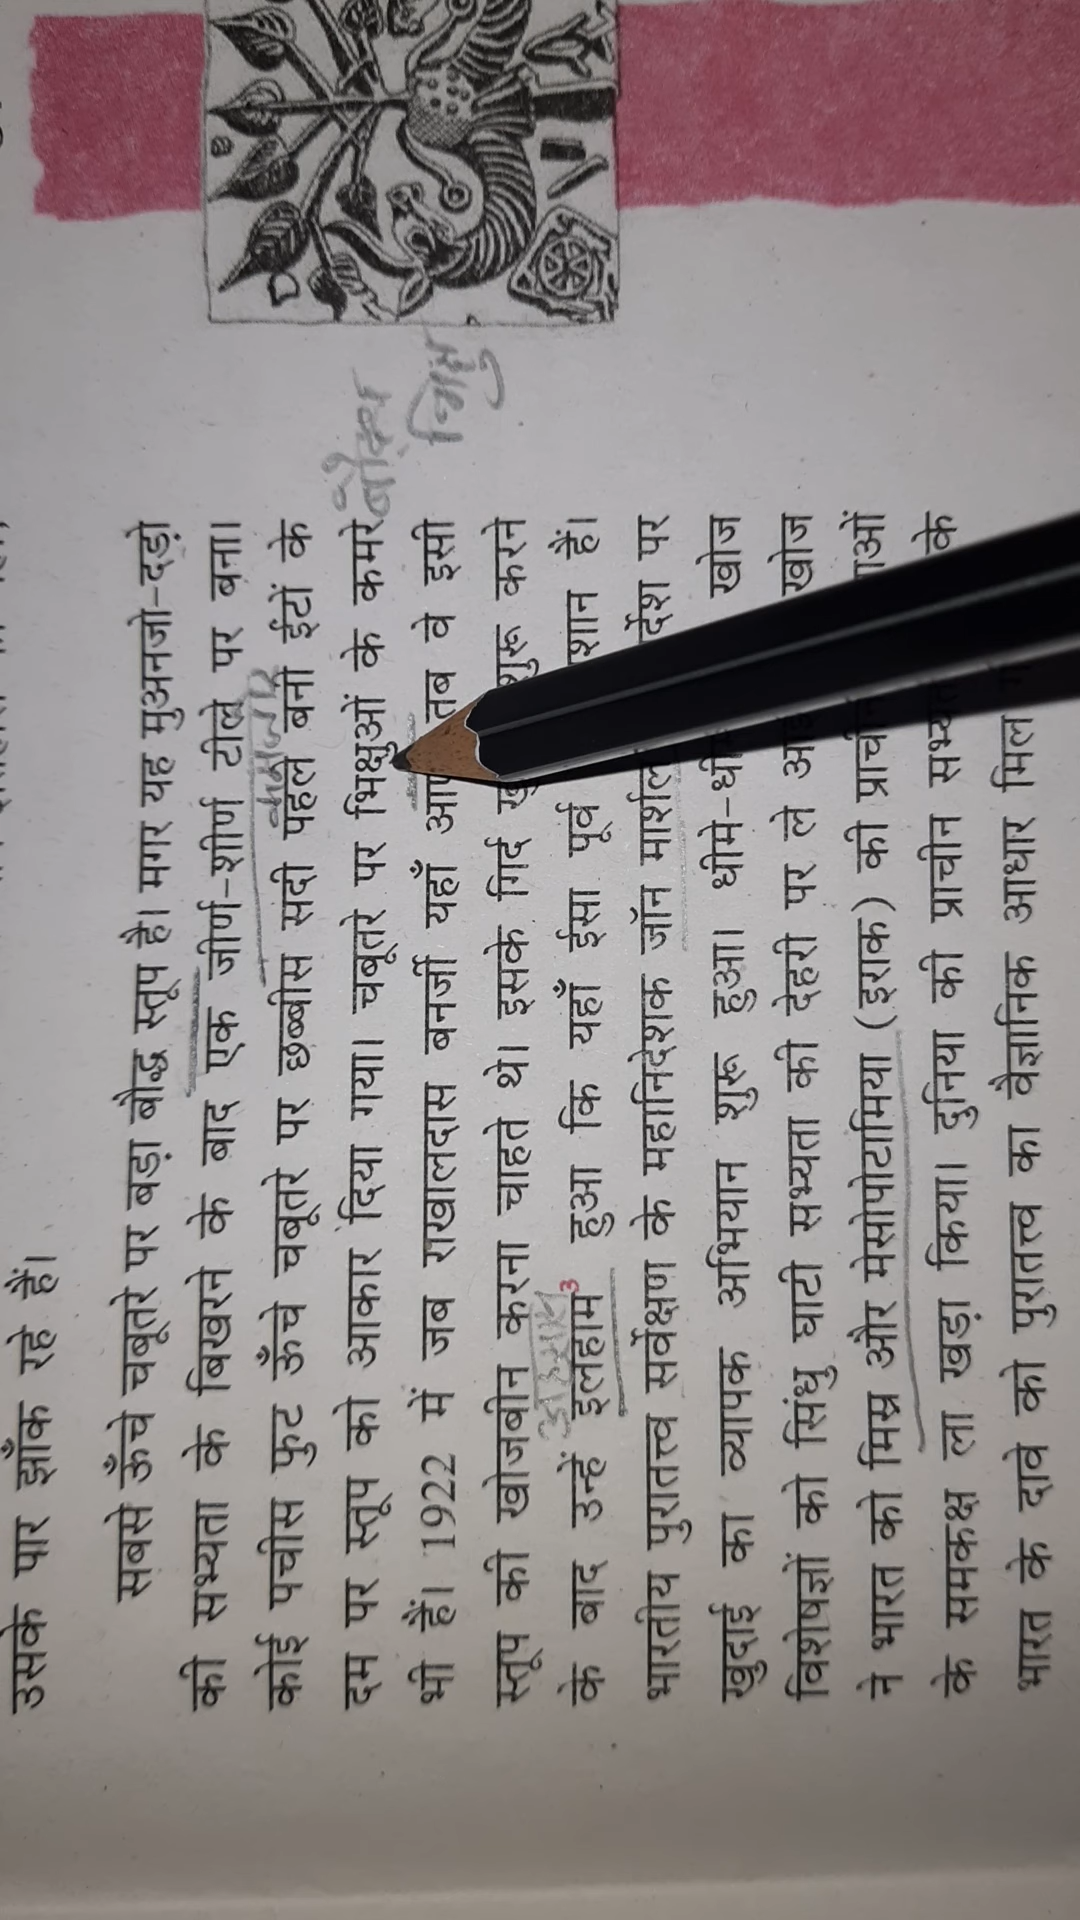 उसके पार झाँक रहे हैं।
सबसे ऊँचे चबूतरे पर बड़ा बौद्ध स्तूप है। मगर यह मुअनजो-दड़ो
की सभ्यता के बिखरने के बाद एक जीर्ण-शीर्ण टीले पर बना।
कोई पचीस फुट ऊँचे चबूतरे पर छब्बीस सदी पहले बनी ईंटों के
दम पर स्तूप को आकार दिया गया। चबूतरे पर भिक्षुओं के कमरे
भी हैं। 1922 में जब राखालदास बनर्जी यहाँ तब वे इसी
स्तूप की खोजबीन करना चाहते थे। इसके गिर्द शुरू करने
के बाद उन्हें इलहाम3 हुआ कि यहाँ ईसा पूर्व हैं।
भारतीय पुरातत्त्व सर्वेक्षण के महानिदेशक जॉन पर
खुदाई का व्यापक अभियान शुरू हुआ। खोज
विशेषज्ञों को सिंधु घाटी सभ्यता की देहरी पर ले खोज
ने भारत को मिस्र और मेसोपोटामिया (इराक) की
के समकक्ष ला खड़ा किया। दुनिया की प्राचीन के
भारत के दावे को पुरातत्त्व का वैज्ञानिक आधार मिल